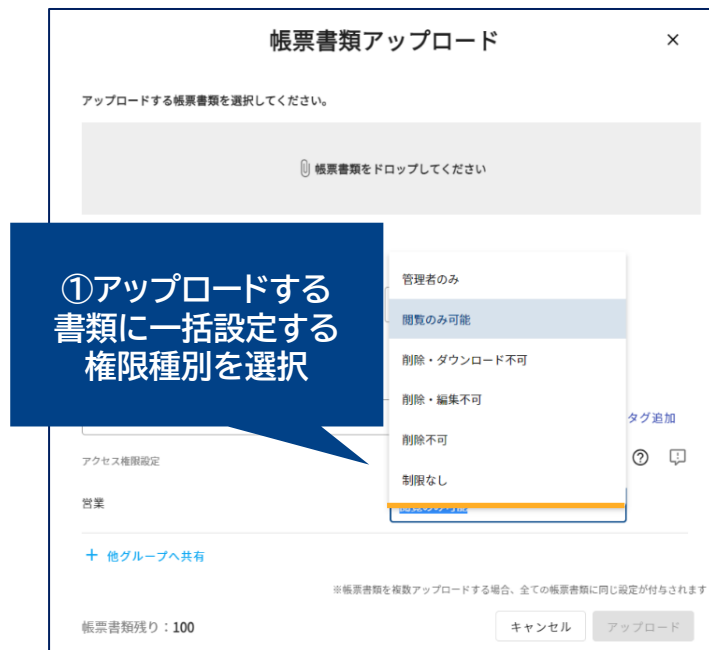 帳票書類アップロード
×
アップロードする帳票書類を選択してください。
帳票書類をドロップしてください
①アップロードする
書類に一括設定する
権限種別を選択
管理者のみ
閲覧のみ可能
削除・ダウンロード不可
削除・編集不可
削除不可
制限なし
タグ追加
アクセス権限設定
営業
閲覧のみ可能
+ 他グループへ共有
※帳票書類を複数アップロードする場合、全ての帳票書類に同じ設定が付与されます
帳票書類残り：100
キャンセル
アップロード